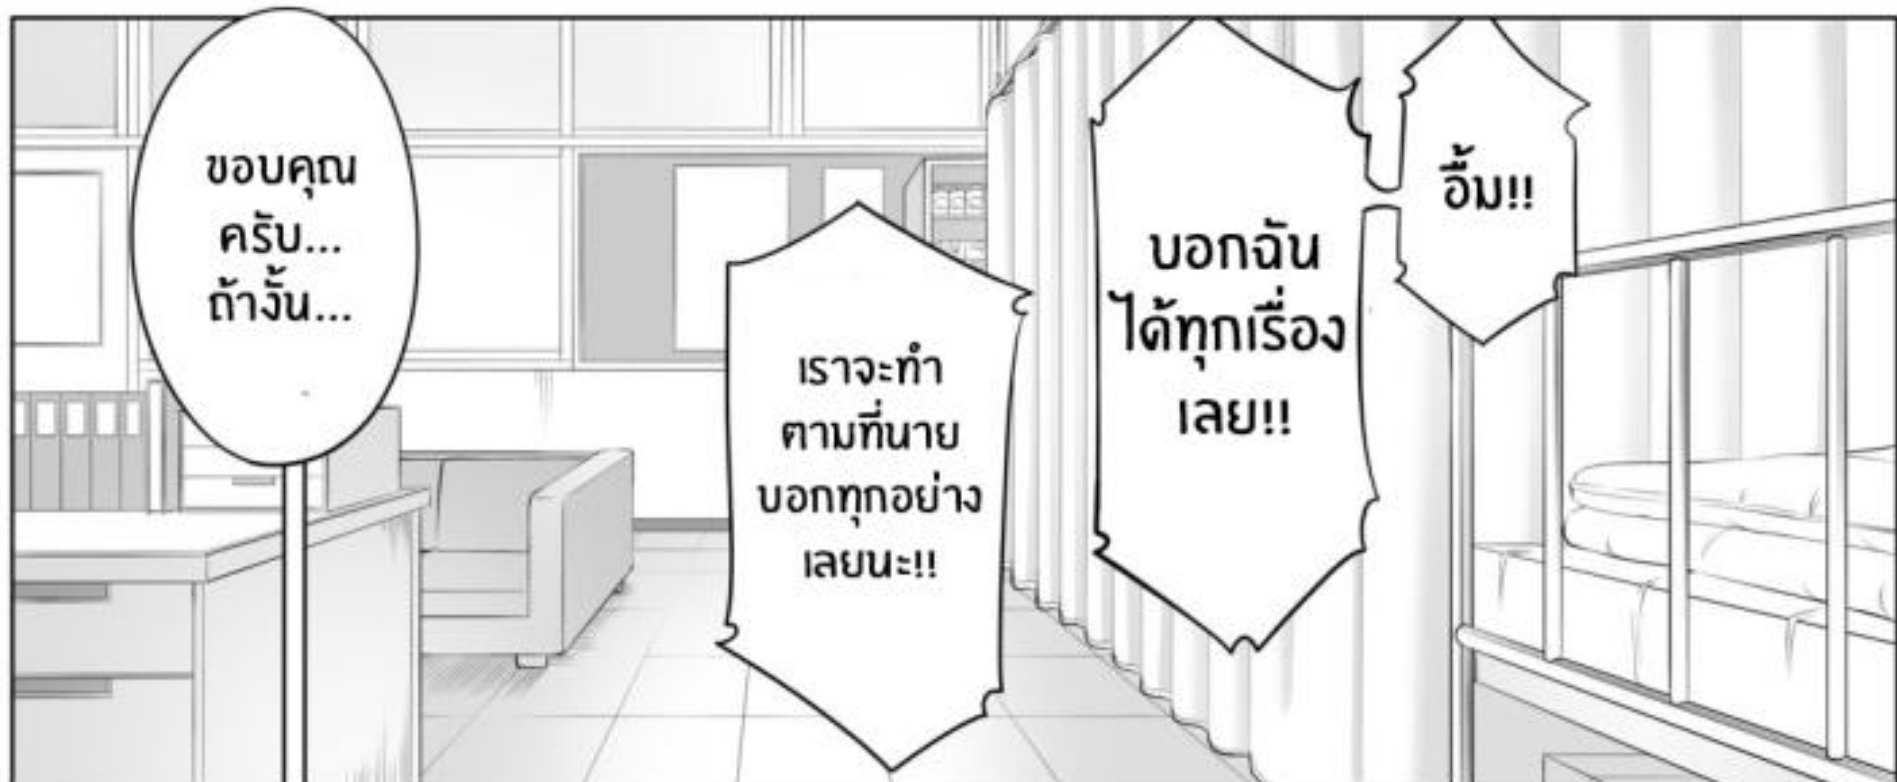 อื้ม!!
บอกฉัน
ได้ทุกเรื่อง
เลย!!
เราจะทำ
ตามที่นาย
บอกทุกอย่าง
เลยนะ!!
ขอบคุณ
ครับ...
ถ้างั้น...